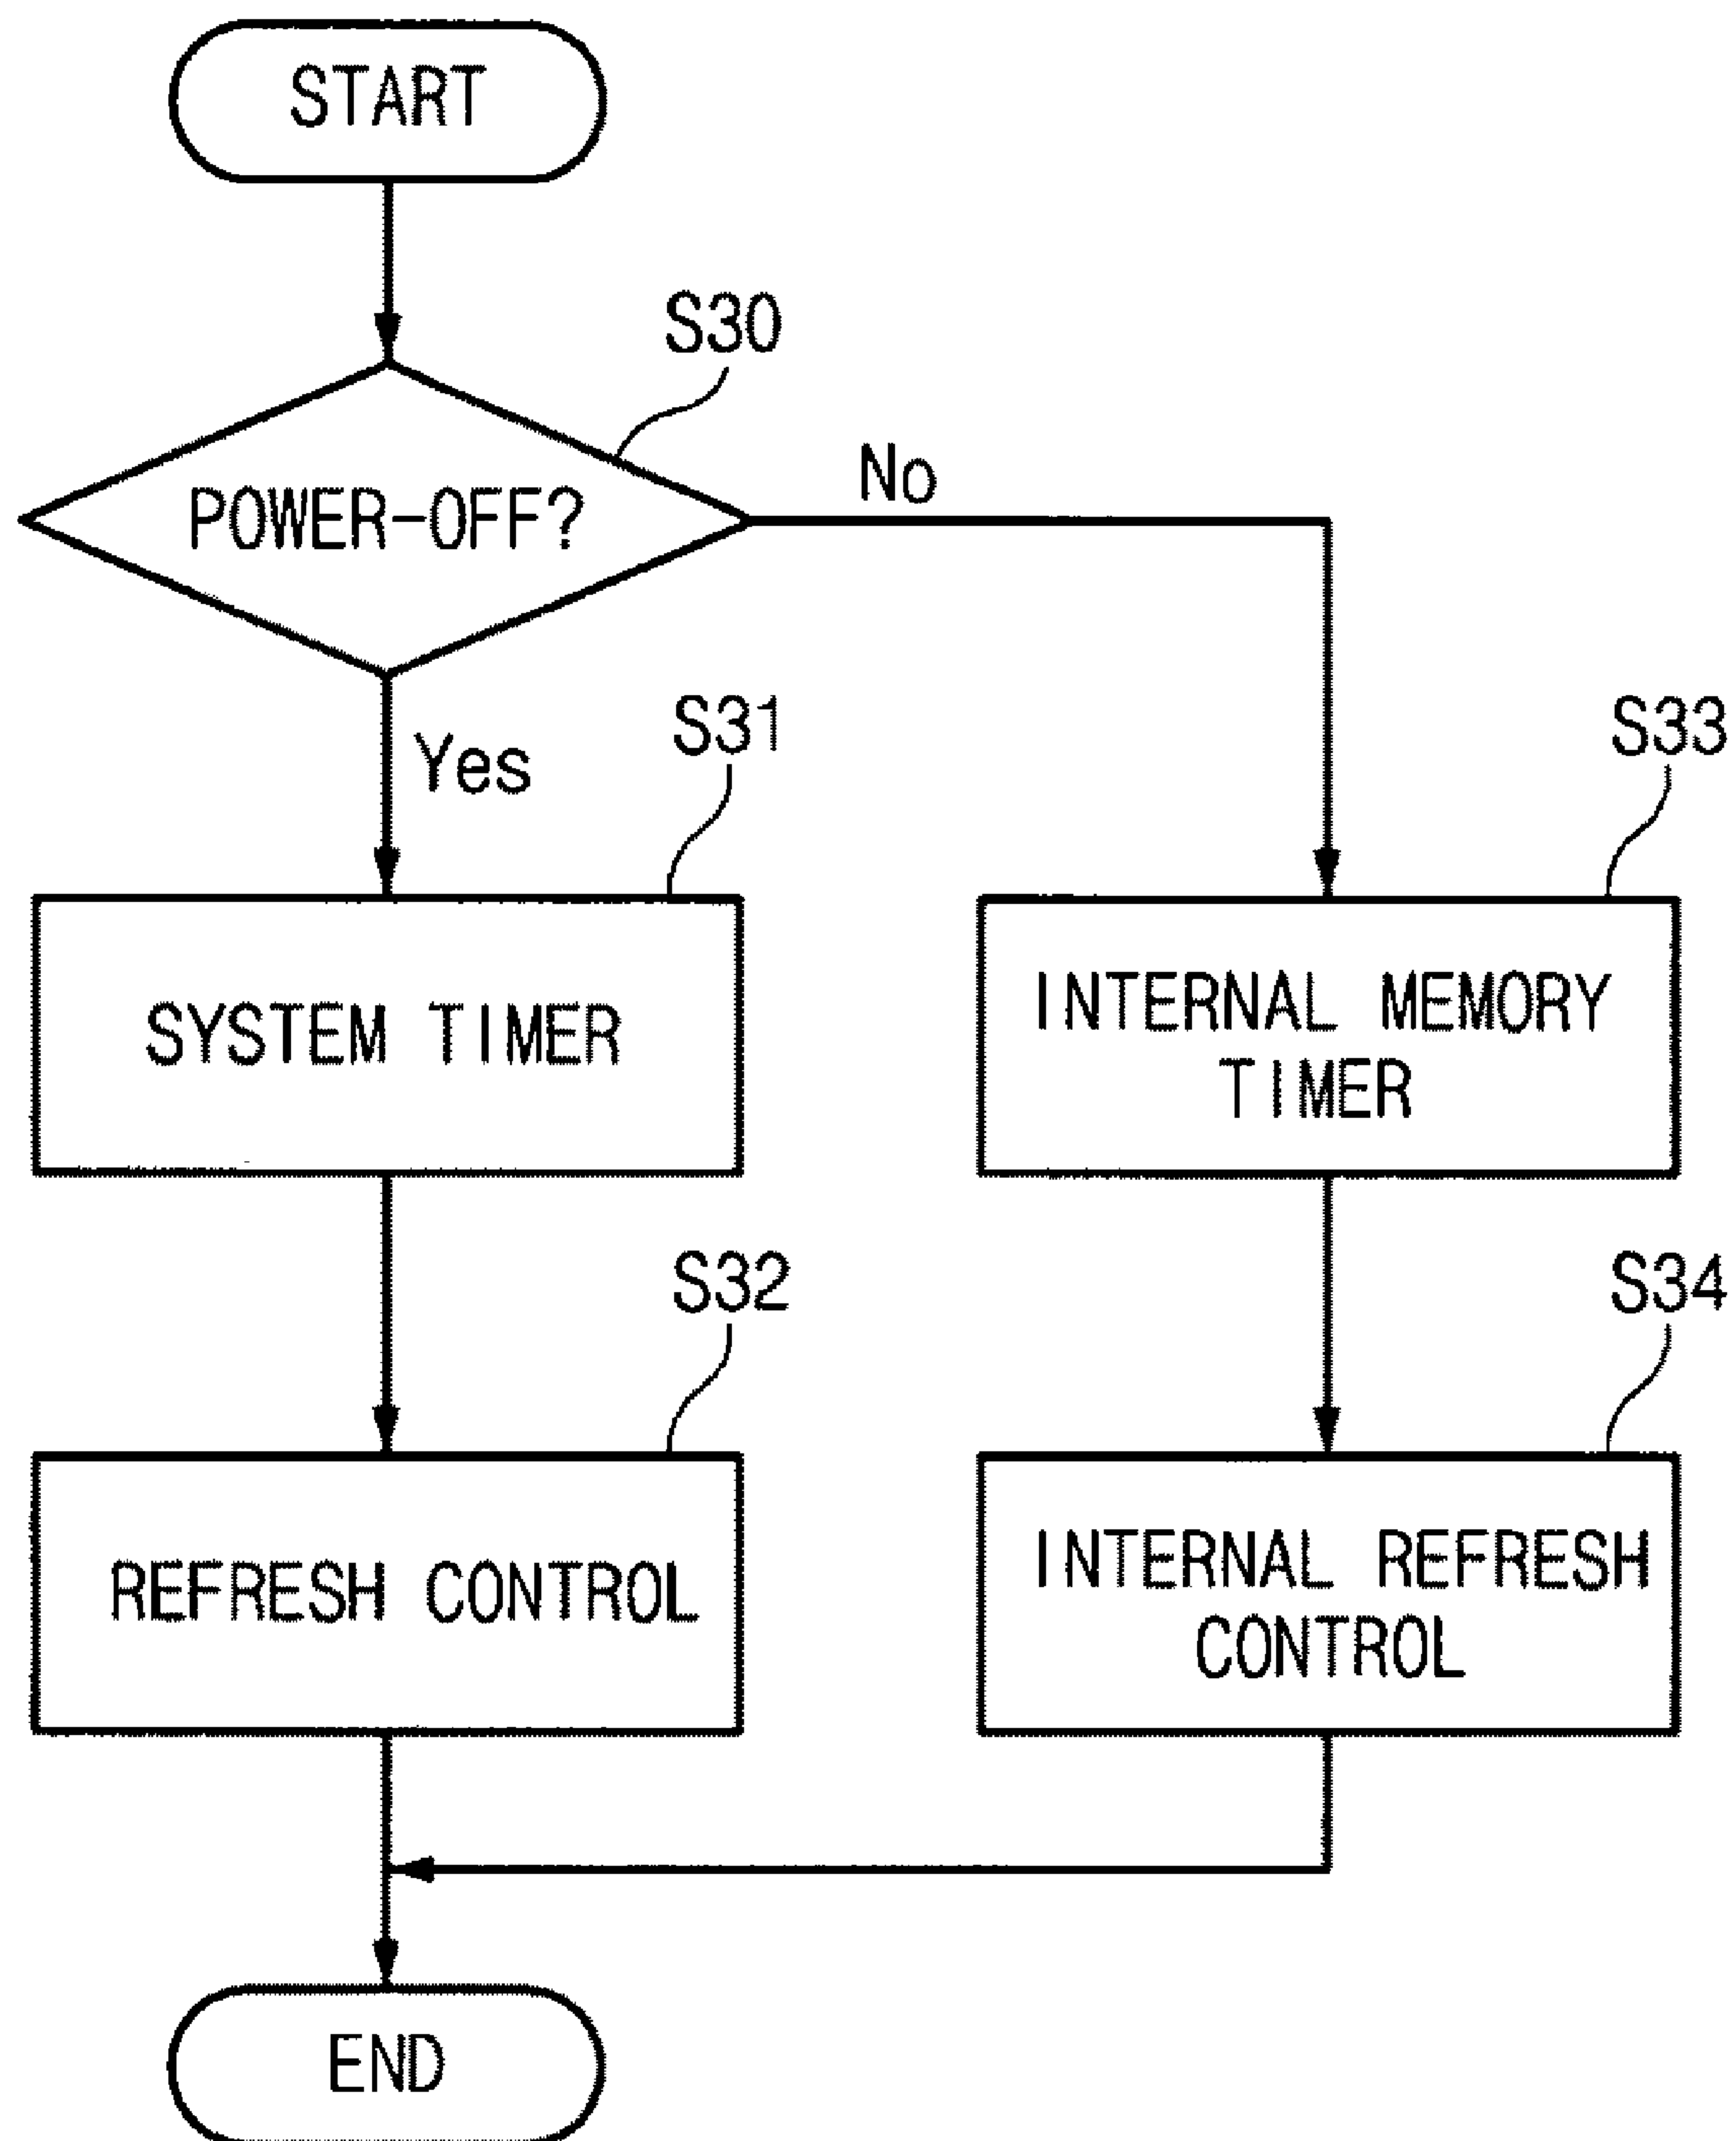 START
S30
POWER-OFF?
No
Yes
S31
S33
SYSTEM TIMER
INTERNAL MEMORY
TIMER
S32
S34
REFRESH CONTROL
INTERNAL REFRESH
CONTROL
END